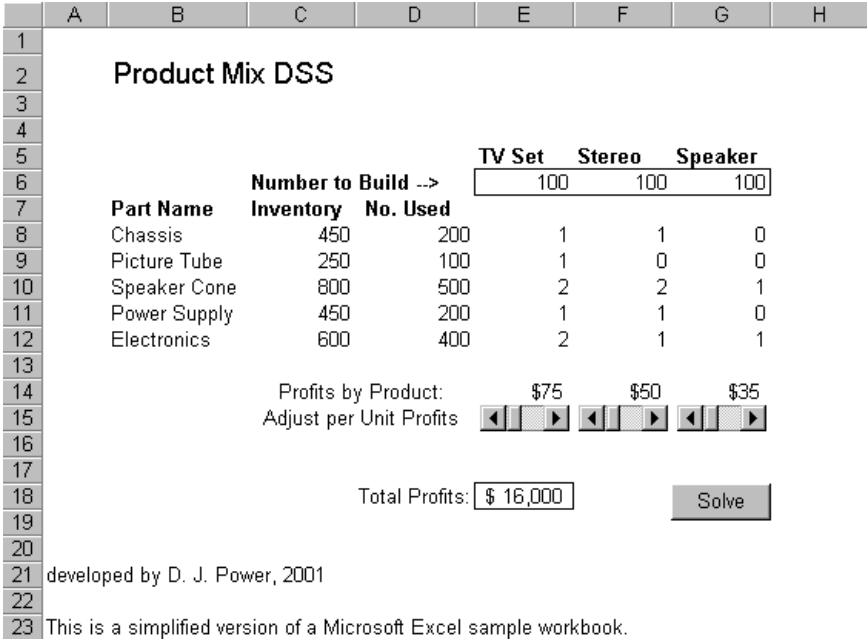 A B C D E F G H
1
2 Product Mix DSS
3
4
5 TV Set Stereo Speaker
6 Number to Build --> 100 100 100
7 Part Name Inventory No. Used
8 Chassis 450 200 1 1 0
9 Picture Tube 250 100 1 0 0
10 Speaker Cone 800 500 2 2 1
11 Power Supply 450 200 1 1 0
12 Electronics 600 400 2 1 1
13
14 Profits by Product: $75 $50 $35
15 Adjust per Unit Profits
16
17
18 Total Profits: $ 16,000 Solve
19
20
21 developed by D. J. Power, 2001
22
23 This is a simplified version of a Microsoft Excel sample workbook.